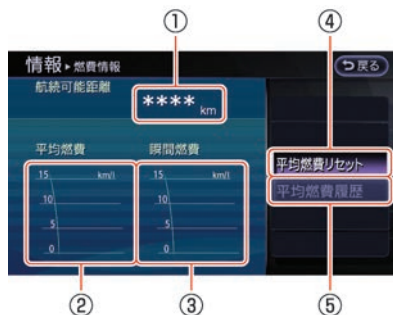 ① ④
情報▸燃費情報 戻る
航続可能距離
**** km
平均燃費 瞬間燃費
平均燃費リセット
15 km/l 15 km/l
平均燃費履歴
10 10
5 5
0 0
② ③ ⑤